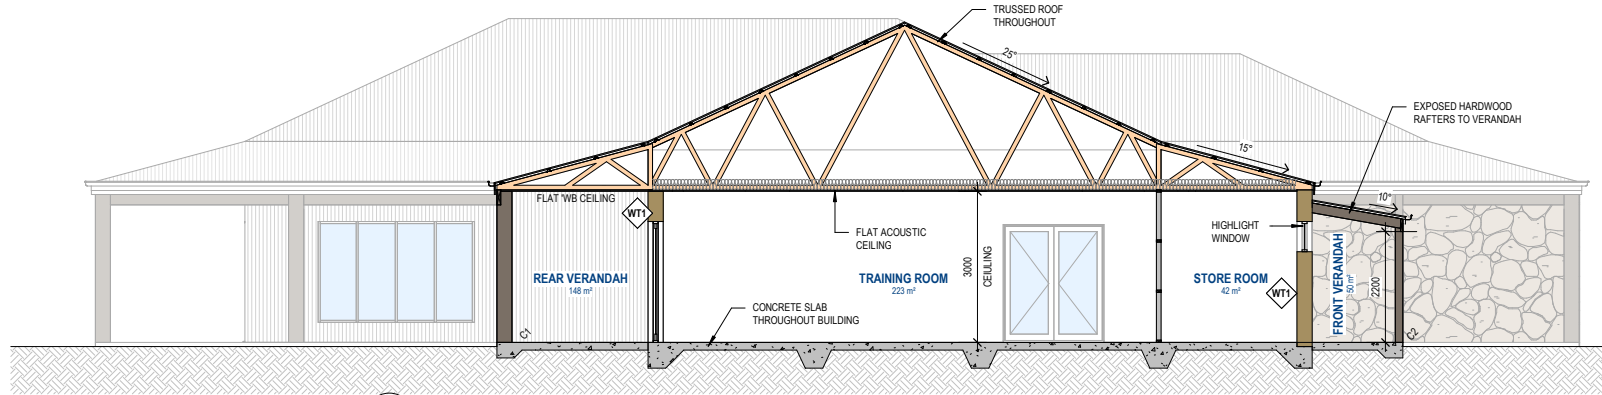 TRUSSED ROOF
THROUGHOUT
25°
EXPOSED HARDWOOD
RAFTERS TO VERANDAH
15°
10°
FLAT 'WB CEILING
WT1
FLAT ACOUSTIC
CEILING
HIGHLIGHT
WINDOW
REAR VERANDAH
148 m²
TRAINING ROOM
223 m²
3000
CEIULING
STORE ROOM
42 m²
WT1
FRONT VERANDAH
50 m²
2200
CONCRETE SLAB
THROUGHOUT BUILDING
C1
C2